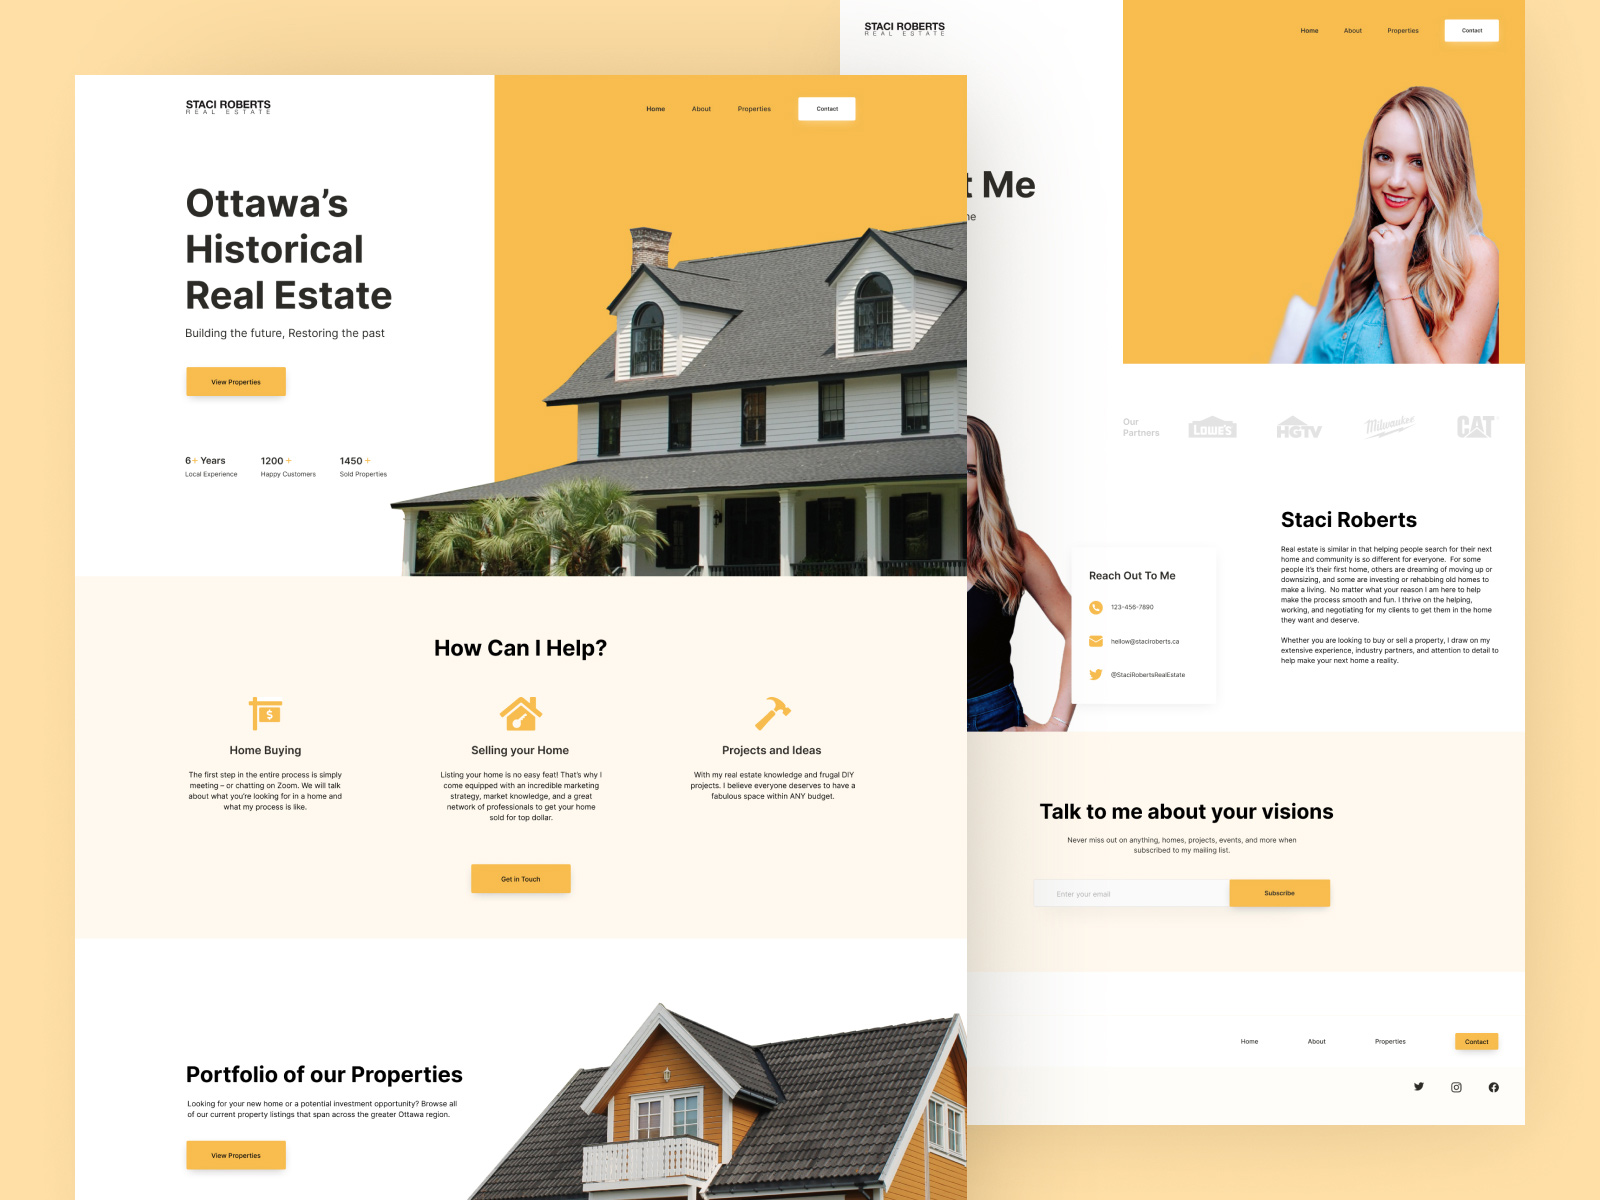 STACI ROBERTS
REAL ESTATE
Home
About
Properties
Contact
Ottawa’s
Historical
Real Estate
Building the future, Restoring the past
View Properties
6+ Years
Local Experience
1200 +
Happy Customers
1450 +
Sold Properties
How Can I Help?
Home Buying
The first step in the entire process is simply
meeting – or chatting on Zoom. We will talk
about what you’re looking for in a home and
what my process is like.
Selling your Home
Listing your home is no easy feat! That’s why I
come equipped with an incredible marketing
strategy, market knowledge, and a great
network of professionals to get your home
sold for top dollar.
Projects and Ideas
With my real estate knowledge and frugal DIY
projects. I believe everyone deserves to have a
fabulous space within ANY budget.
Get in Touch
Portfolio of our Properties
Looking for your new home or a potential investment opportunity? Browse all
of our current property listings that span across the greater Ottawa region.
View Properties
STACI ROBERTS
REAL ESTATE
Home
About
Properties
Contact
t Me
ne
Our
Partners
LOWE'S
HGTV
Milwaukee
CAT
Staci Roberts
Real estate is similar in that helping people search for their next
home and community is so different for everyone. For some
people it’s their first home, others are dreaming of moving up or
downsizing, and some are investing or rehabbing old homes to
make a living. No matter what your reason I am here to help
make the process smooth and fun. I thrive on the helping,
working, and negotiating for my clients to get them in the home
they want and deserve.
Whether you are looking to buy or sell a property, I draw on my
extensive experience, industry partners, and attention to detail to
help make your next home a reality.
Reach Out To Me
123-456-7890
hellow@staciroberts.ca
@StaciRobertsRealEstate
Talk to me about your visions
Never miss out on anything, homes, projects, events, and more when
subscribed to my mailing list.
Enter your email
Subscribe
Home
About
Properties
Contact